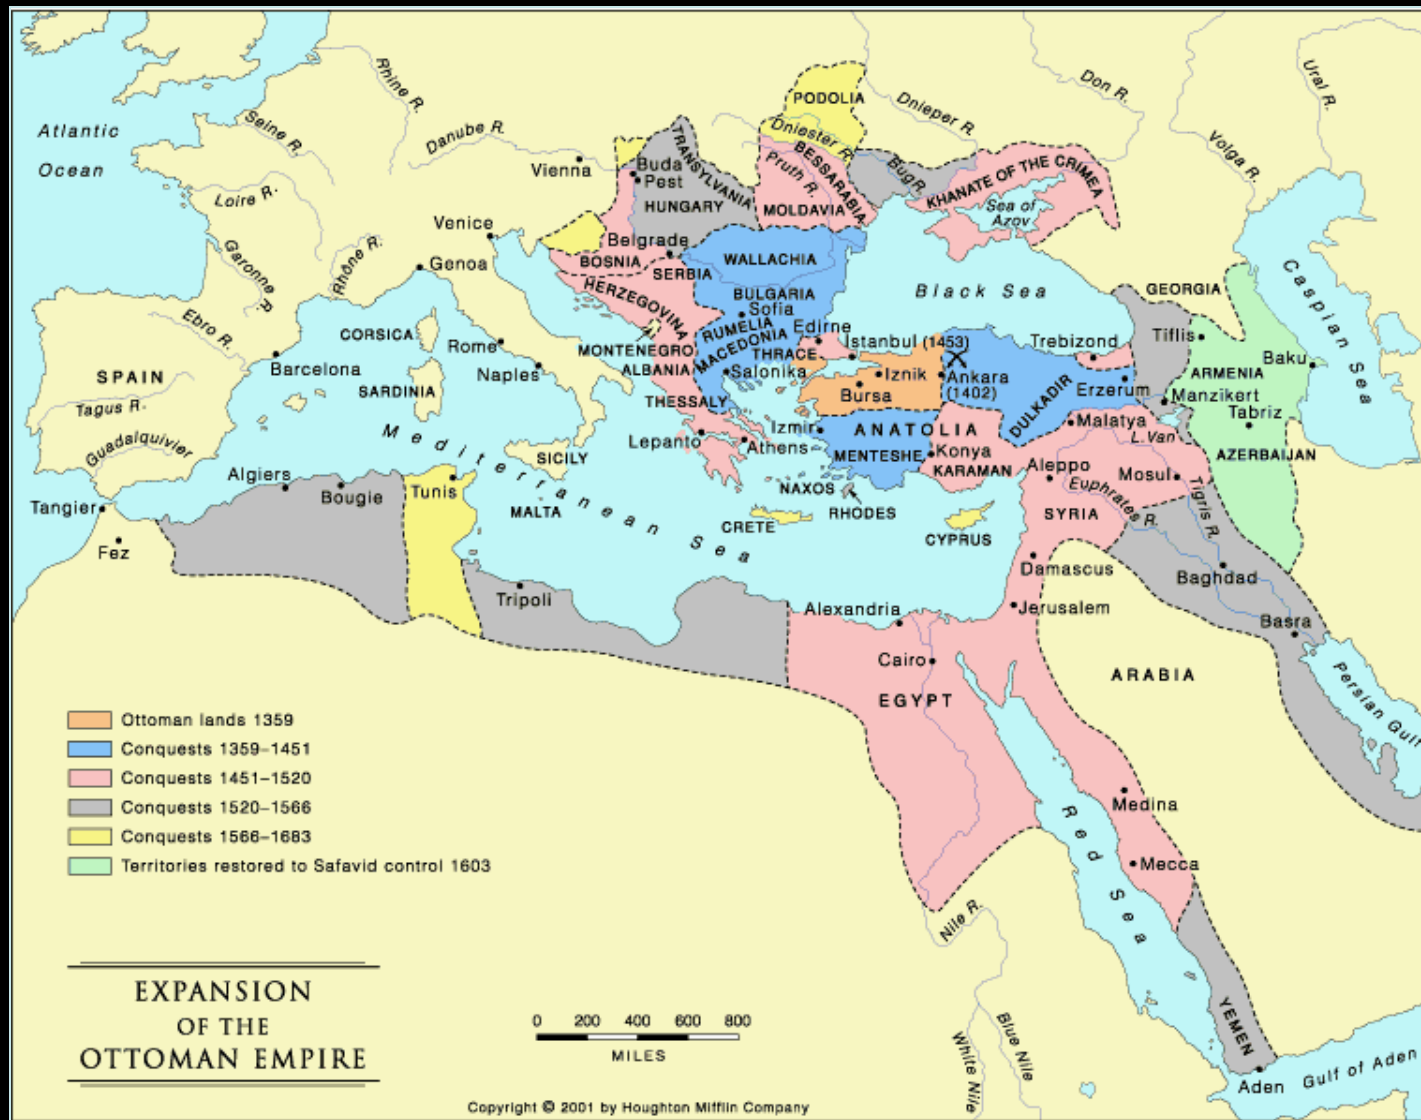 Atlantic
Ocean
Rhine R.
Seine R.
Loire R.
Garonne R.
Rhône R.
Danube R.
Vienna
Buda
Pest
TRANSYLVANIA
HUNGARY
PODOLIA
Dniester R.
Dnieper R.
Don R.
Ural R.
Volga R.
BESSARABIA
Pruth R.
MOLDAVIA
Bug R.
KHANATE OF THE CRIMEA
Sea of
Azov
Venice
Genoa
Belgrade
BOSNIA
SERBIA
HERZEGOVINA
WALLACHIA
BULGARIA
Sofia
RUMELIA
MACEDONIA
Edirne
THRACE
Istanbul (1453)
Black Sea
GEORGIA
Caspian Sea
Tiflis
Baku
ARMENIA
Trebizond
Erzerum
Manzikert
Tabriz
AZERBAIJAN
Ebro R.
CORSICA
Rome
MONTENEGRO
ALBANIA
Salonika
Iznik
Bursa
Ankara
(1402)
DULKADIR
Malatya
L. Van
SPAIN
Barcelona
SARDINIA
Naples
THESSALY
Tagus R.
Guadalquivier
Mediterranean Sea
Lepanto
Athens
Izmir
ANATOLIA
MENTESHE
Konya
KARAMAN
Aleppo
Mosul
Euphrates R.
Tigris R.
SYRIA
SICILY
Algiers
Bougie
Tunis
MALTA
NAXOS
RHODES
CRETE
CYPRUS
Tangier
Fez
Tripoli
Damascus
Baghdad
Alexandria
Jerusalem
Basra
Cairo
EGYPT
ARABIA
Persian Gulf
Medina
Mecca
Red Sea
Nile R.
White Nile
Blue Nile
YEMEN
Aden
Gulf of Aden
Ottoman lands 1359
Conquests 1359–1451
Conquests 1451–1520
Conquests 1520–1566
Conquests 1566–1683
Territories restored to Safavid control 1603
EXPANSION
OF THE
OTTOMAN EMPIRE
0 200 400 600 800
MILES
Copyright © 2001 by Houghton Mifflin Company